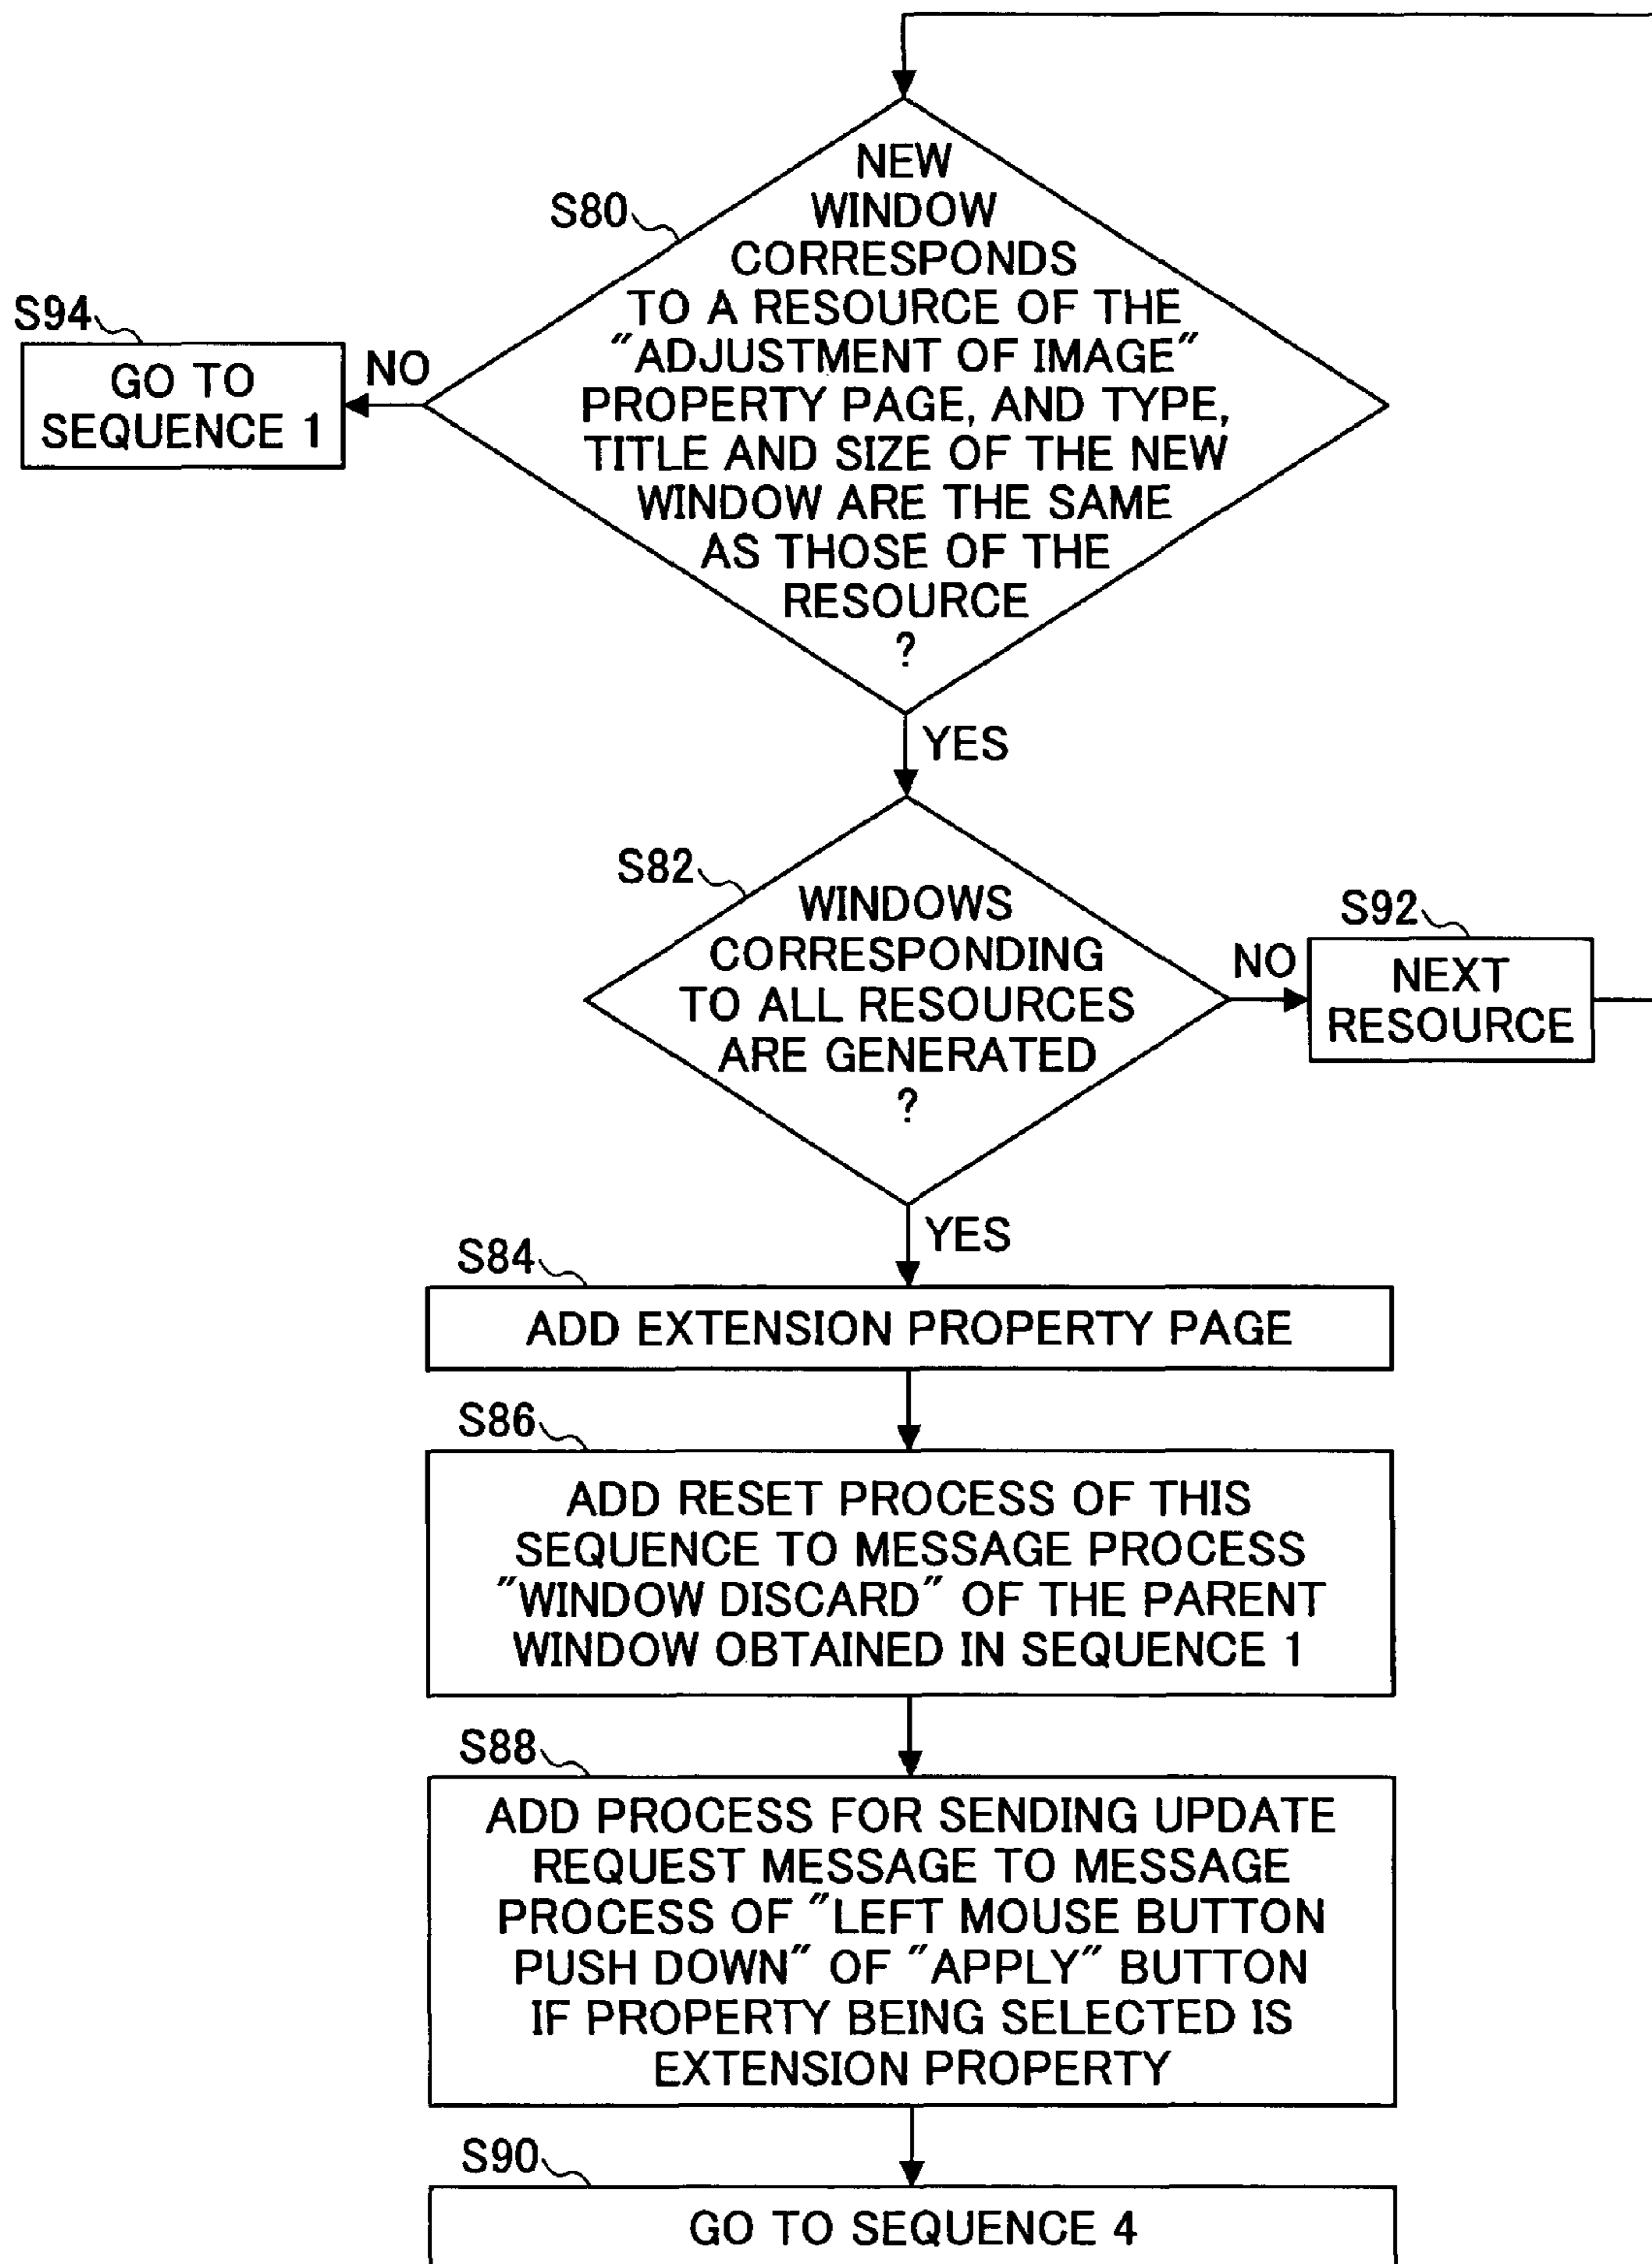 S80
NEW
WINDOW
CORRESPONDS
TO A RESOURCE OF THE
"ADJUSTMENT OF IMAGE"
PROPERTY PAGE, AND TYPE,
TITLE AND SIZE OF THE NEW
WINDOW ARE THE SAME
AS THOSE OF THE
RESOURCE
?
S94
NO
GO TO
SEQUENCE 1
YES
S82
WINDOWS
CORRESPONDING
TO ALL RESOURCES
ARE GENERATED
?
NO
S92
NEXT
RESOURCE
YES
S84
ADD EXTENSION PROPERTY PAGE
S86
ADD RESET PROCESS OF THIS
SEQUENCE TO MESSAGE PROCESS
"WINDOW DISCARD" OF THE PARENT
WINDOW OBTAINED IN SEQUENCE 1
S88
ADD PROCESS FOR SENDING UPDATE
REQUEST MESSAGE TO MESSAGE
PROCESS OF "LEFT MOUSE BUTTON
PUSH DOWN" OF "APPLY" BUTTON
IF PROPERTY BEING SELECTED IS
EXTENSION PROPERTY
S90
GO TO SEQUENCE 4